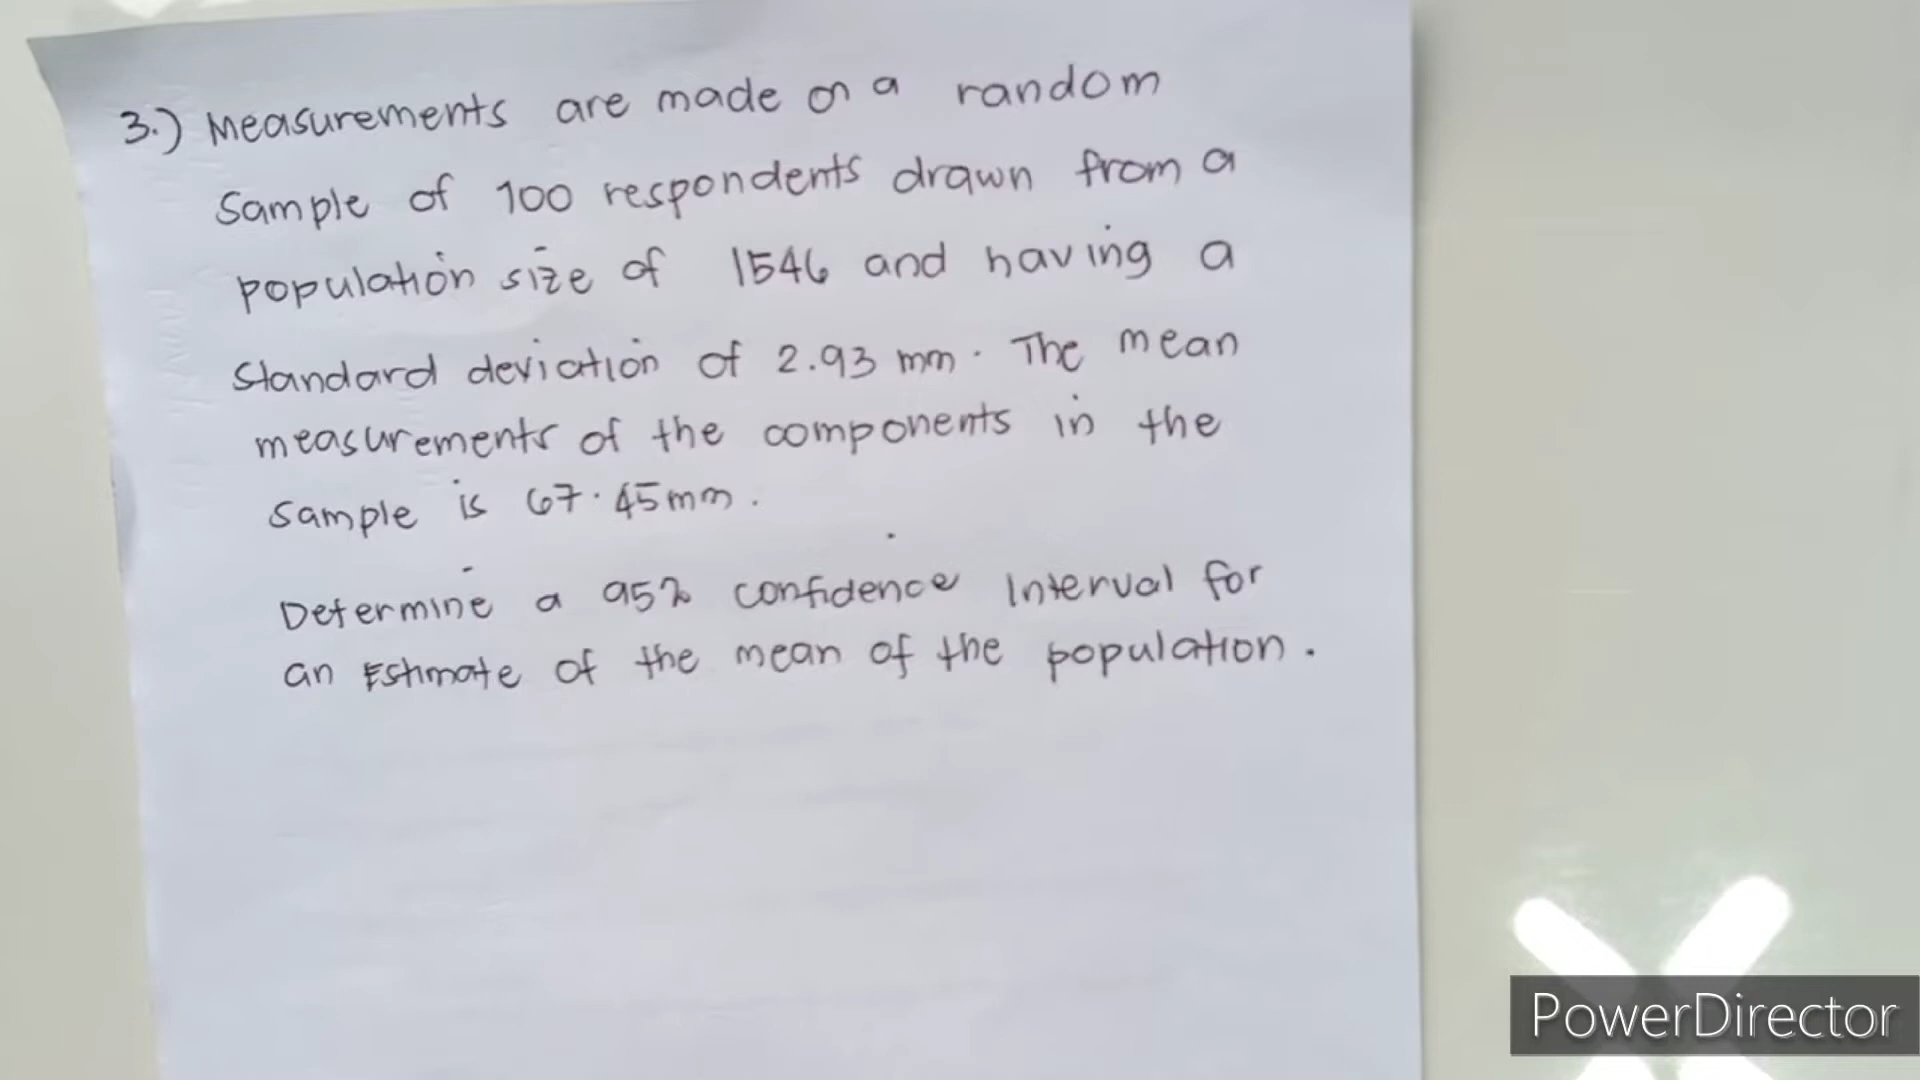 3.) Measurements are made on a random
sample of 100 respondents drawn from a
population size of 1546 and having a
standard deviation of 2.93 mm. The mean
measurements of the components in the
sample is 67.45mm.
Determine a 95% confidence Interval for
an Estimate of the mean of the population.
PowerDirector